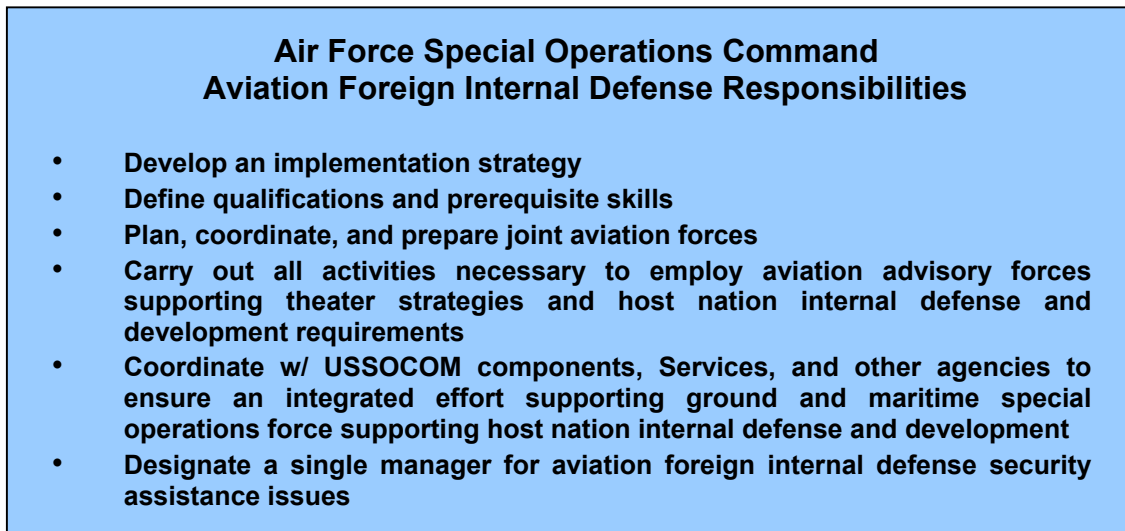 Air Force Special Operations Command
Aviation Foreign Internal Defense Responsibilities
• Develop an implementation strategy
• Define qualifications and prerequisite skills
• Plan, coordinate, and prepare joint aviation forces
• Carry out all activities necessary to employ aviation advisory forces
supporting theater strategies and host nation internal defense and
development requirements
• Coordinate w/ USSOCOM components, Services, and other agencies to
ensure an integrated effort supporting ground and maritime special
operations force supporting host nation internal defense and development
• Designate a single manager for aviation foreign internal defense security
assistance issues